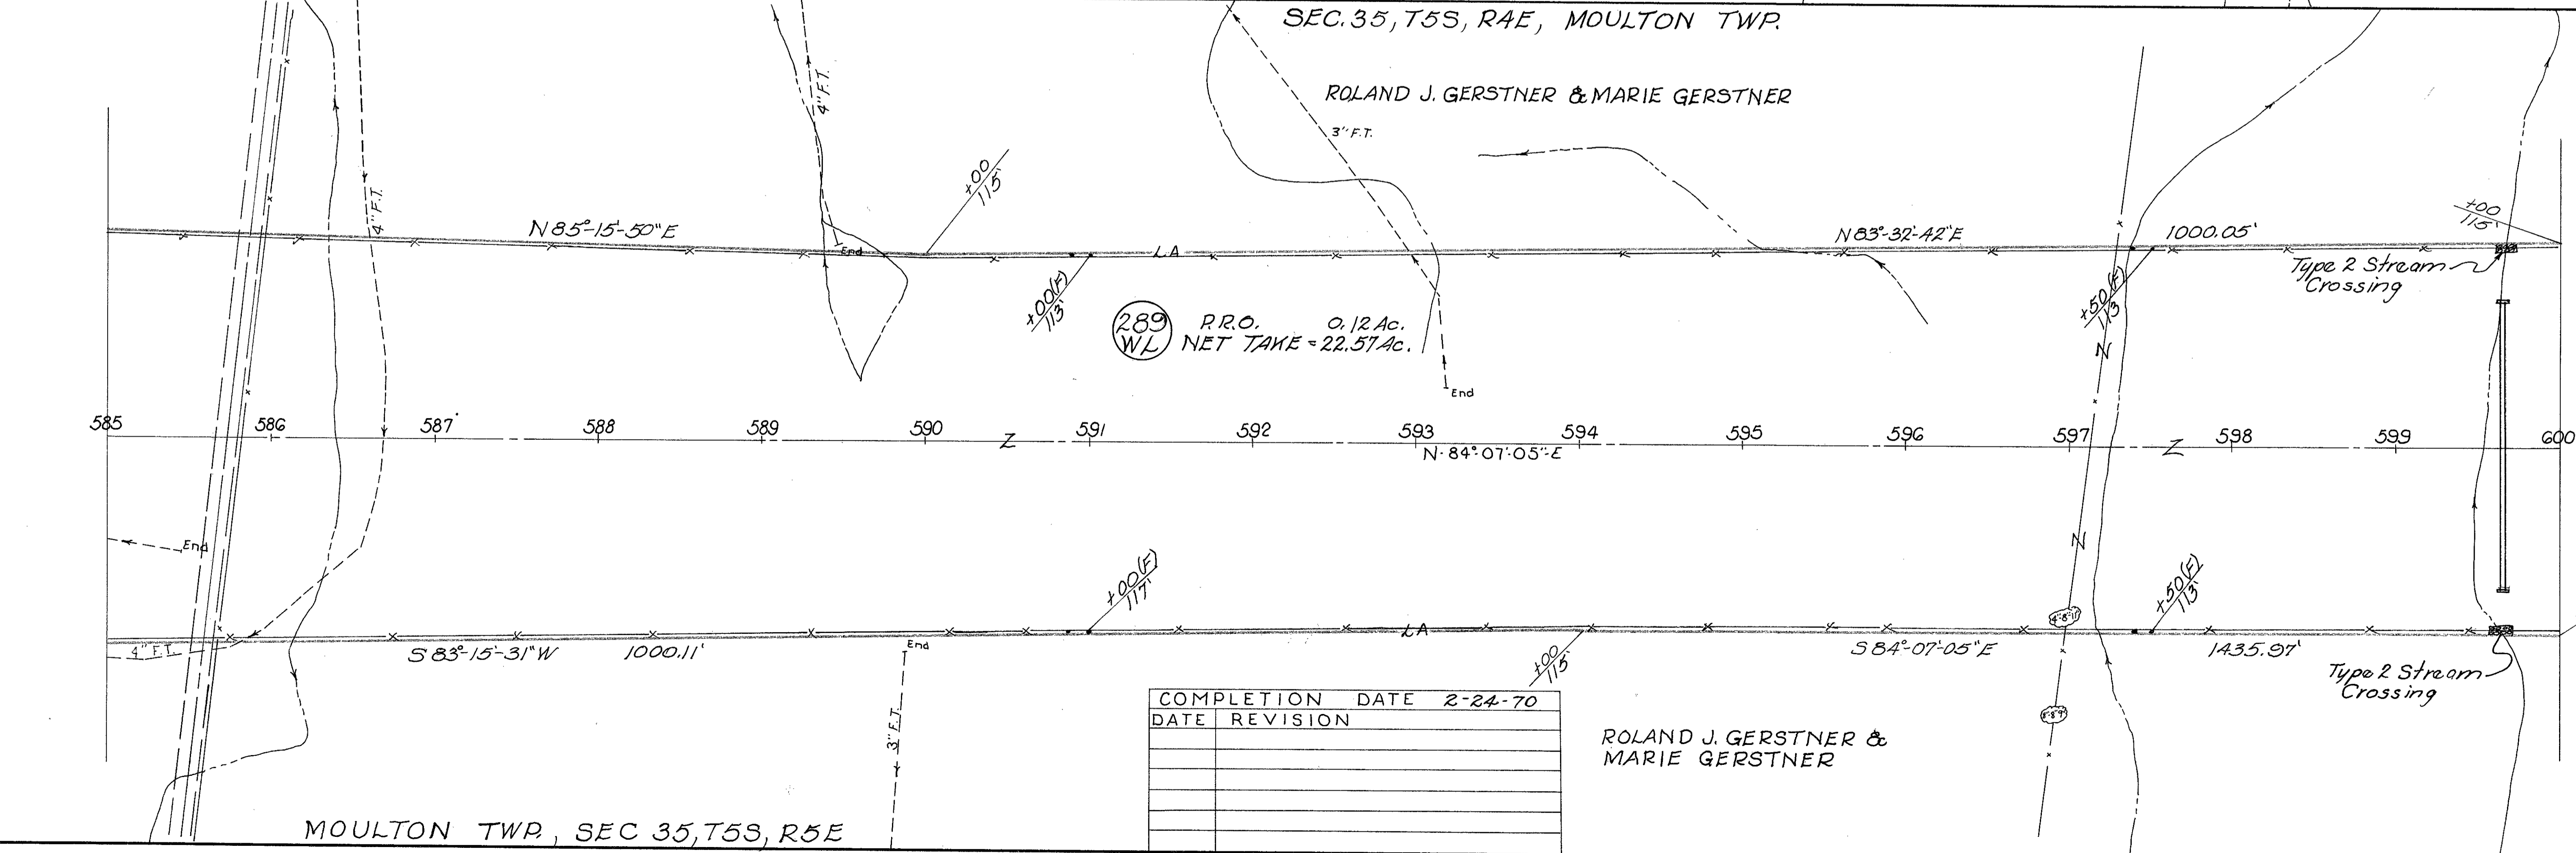 SEC. 35, T5S, R4E, MOULTON TWP.
ROLAND J. GERSTNER & MARIE GERSTNER
4" F.T.
3" F.T.
4" F.T.
+00
115'
+00
115'
N 85°-15'-50" E
End
LA
N 83°-32'-42" E
1000.05'
Type 2 Stream
Crossing
+00(F)
113'
+50(F)
113'
289
WL
P.R.O. 0.12 Ac.
NET TAKE = 22.57 Ac.
N
End
585 586 587 588 589 590 591 592 593 594 595 596 597 598 599 600
Z
Z
N-84°-07'-05"-E
End
N
+00(F)
117'
+50(F)
113'
4" F.T.
S 83°-15'-31" W
1000.11'
End
LA
+00
115'
S 84°-07'-05" E
1435.97'
Type 2 Stream
Crossing
3" F.T.
COMPLETION DATE 2-24-70
DATE REVISION
ROLAND J. GERSTNER &
MARIE GERSTNER
MOULTON TWP., SEC 35, T5S, R5E